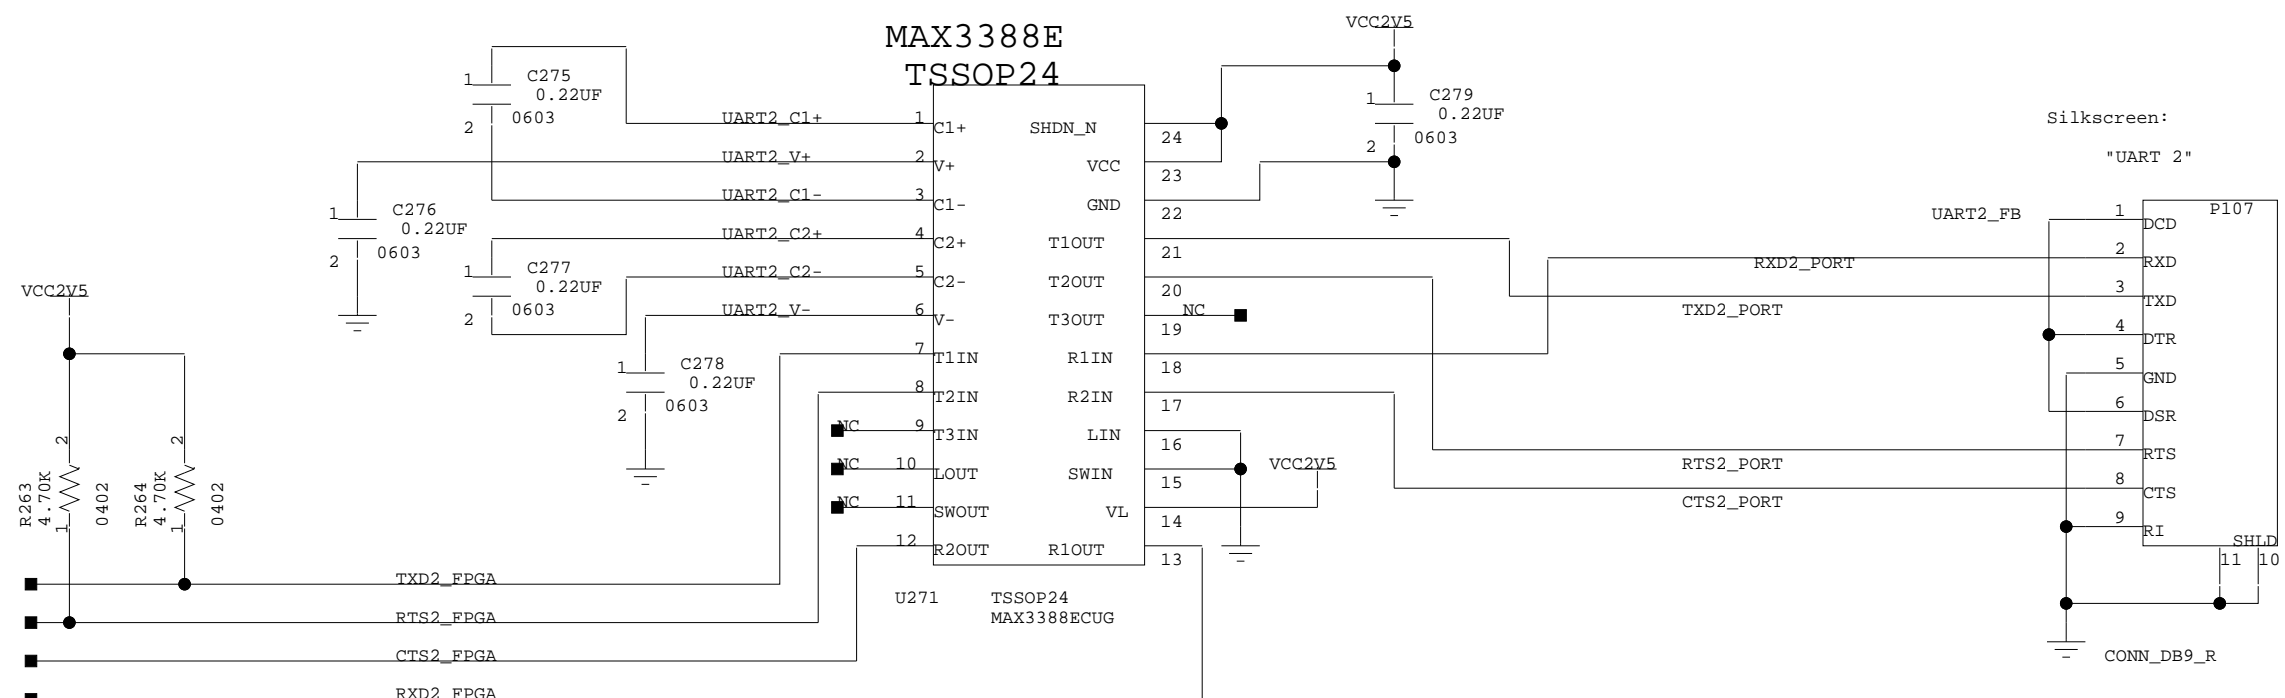 MAX3388E
TSSOP24
VCC2V5
1
C275
0.22UF
0603
2
UART2_C1+
1
C1+
SHDN_N
24
1
C279
0.22UF
0603
2
Silkscreen:
"UART 2"
UART2_V+
2
V+
VCC
23
UART2_C1-
3
C1-
GND
22
1
C276
0.22UF
0603
2
UART2_C2+
4
C2+
T1OUT
21
UART2_FB
1
DCD
P107
1
C277
0.22UF
0603
2
UART2_C2-
5
C2-
T2OUT
20
RXD2_PORT
2
RXD
VCC2V5
UART2_V-
6
V-
T3OUT
19
NC
TXD2_PORT
3
TXD
4
DTR
7
T1IN
R1IN
18
1
C278
0.22UF
0603
2
5
GND
8
T2IN
R2IN
17
6
DSR
NC
9
T3IN
LIN
16
7
RTS
RTS2_PORT
NC
10
LOUT
SWIN
15
VCC2V5
8
CTS
CTS2_PORT
NC
11
SWOUT
VL
14
9
RI
R263
4.70K
0402
2
1
R264
4.70K
0402
2
1
12
R2OUT
R1OUT
13
SHLD
11
10
TXD2_FPGA
U271
TSSOP24
MAX3388ECUG
RTS2_FPGA
CTS2_FPGA
CONN_DB9_R
RXD2_FPGA